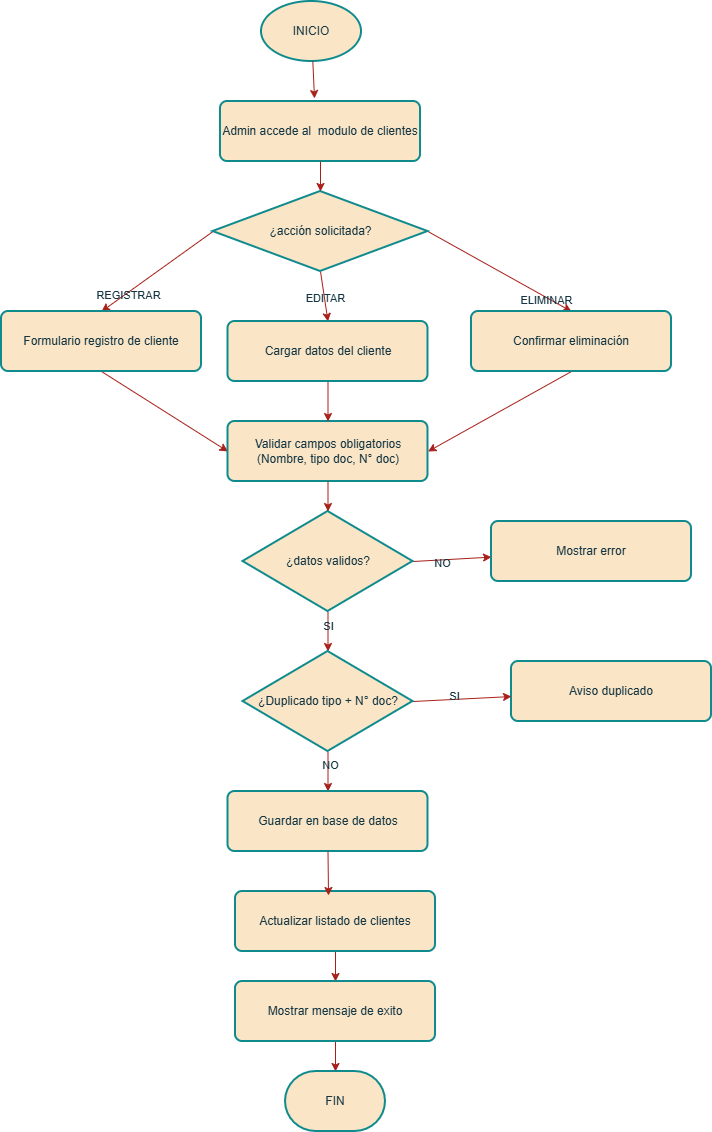 INICIO
Admin accede al modulo de clientes
¿acción solicitada?
REGISTRAR
EDITAR
ELIMINAR
Formulario registro de cliente
Cargar datos del cliente
Confirmar eliminación
Validar campos obligatorios
(Nombre, tipo doc, N° doc)
¿datos validos?
NO
Mostrar error
SI
¿Duplicado tipo + N° doc?
SI
Aviso duplicado
NO
Guardar en base de datos
Actualizar listado de clientes
Mostrar mensaje de exito
FIN